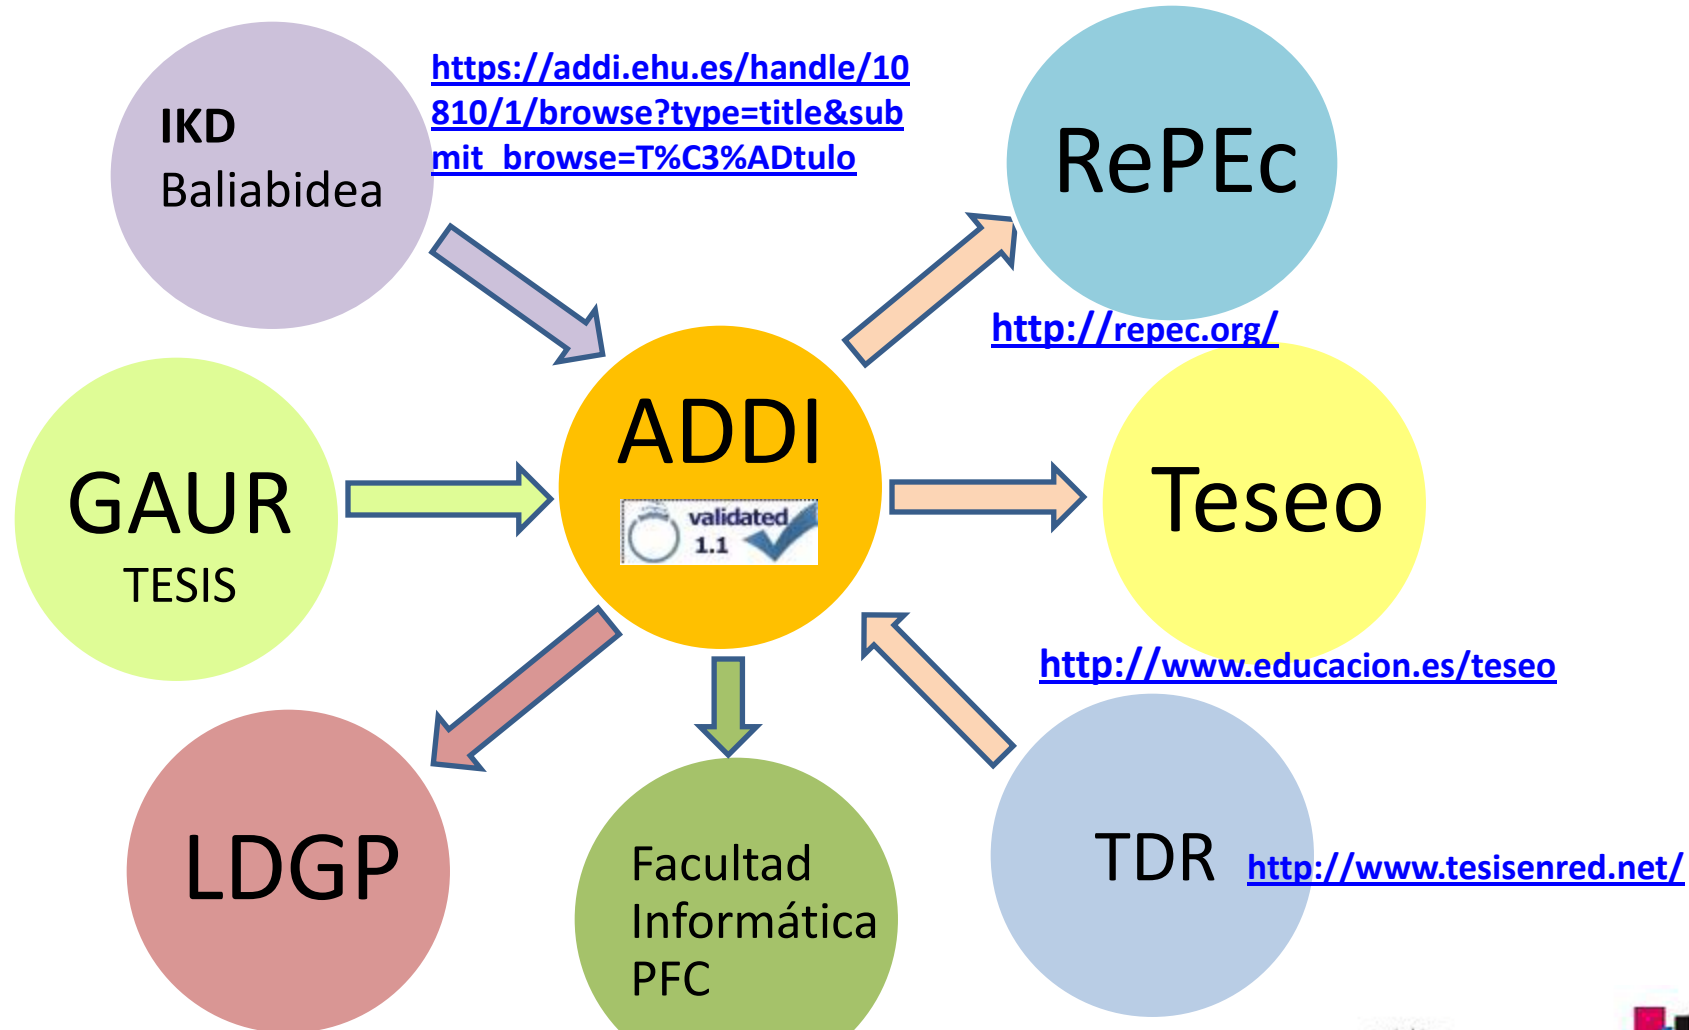 IKD
Baliabidea
https://addi.ehu.es/handle/10
810/1/browse?type=title&sub
mit_browse=T%C3%ADtulo
RePEc
http://repec.org/
ADDI
validated
1.1
GAUR
TESIS
Teseo
http://www.educacion.es/teseo
LDGP
Facultad
Informática
PFC
TDR
http://www.tesisenred.net/